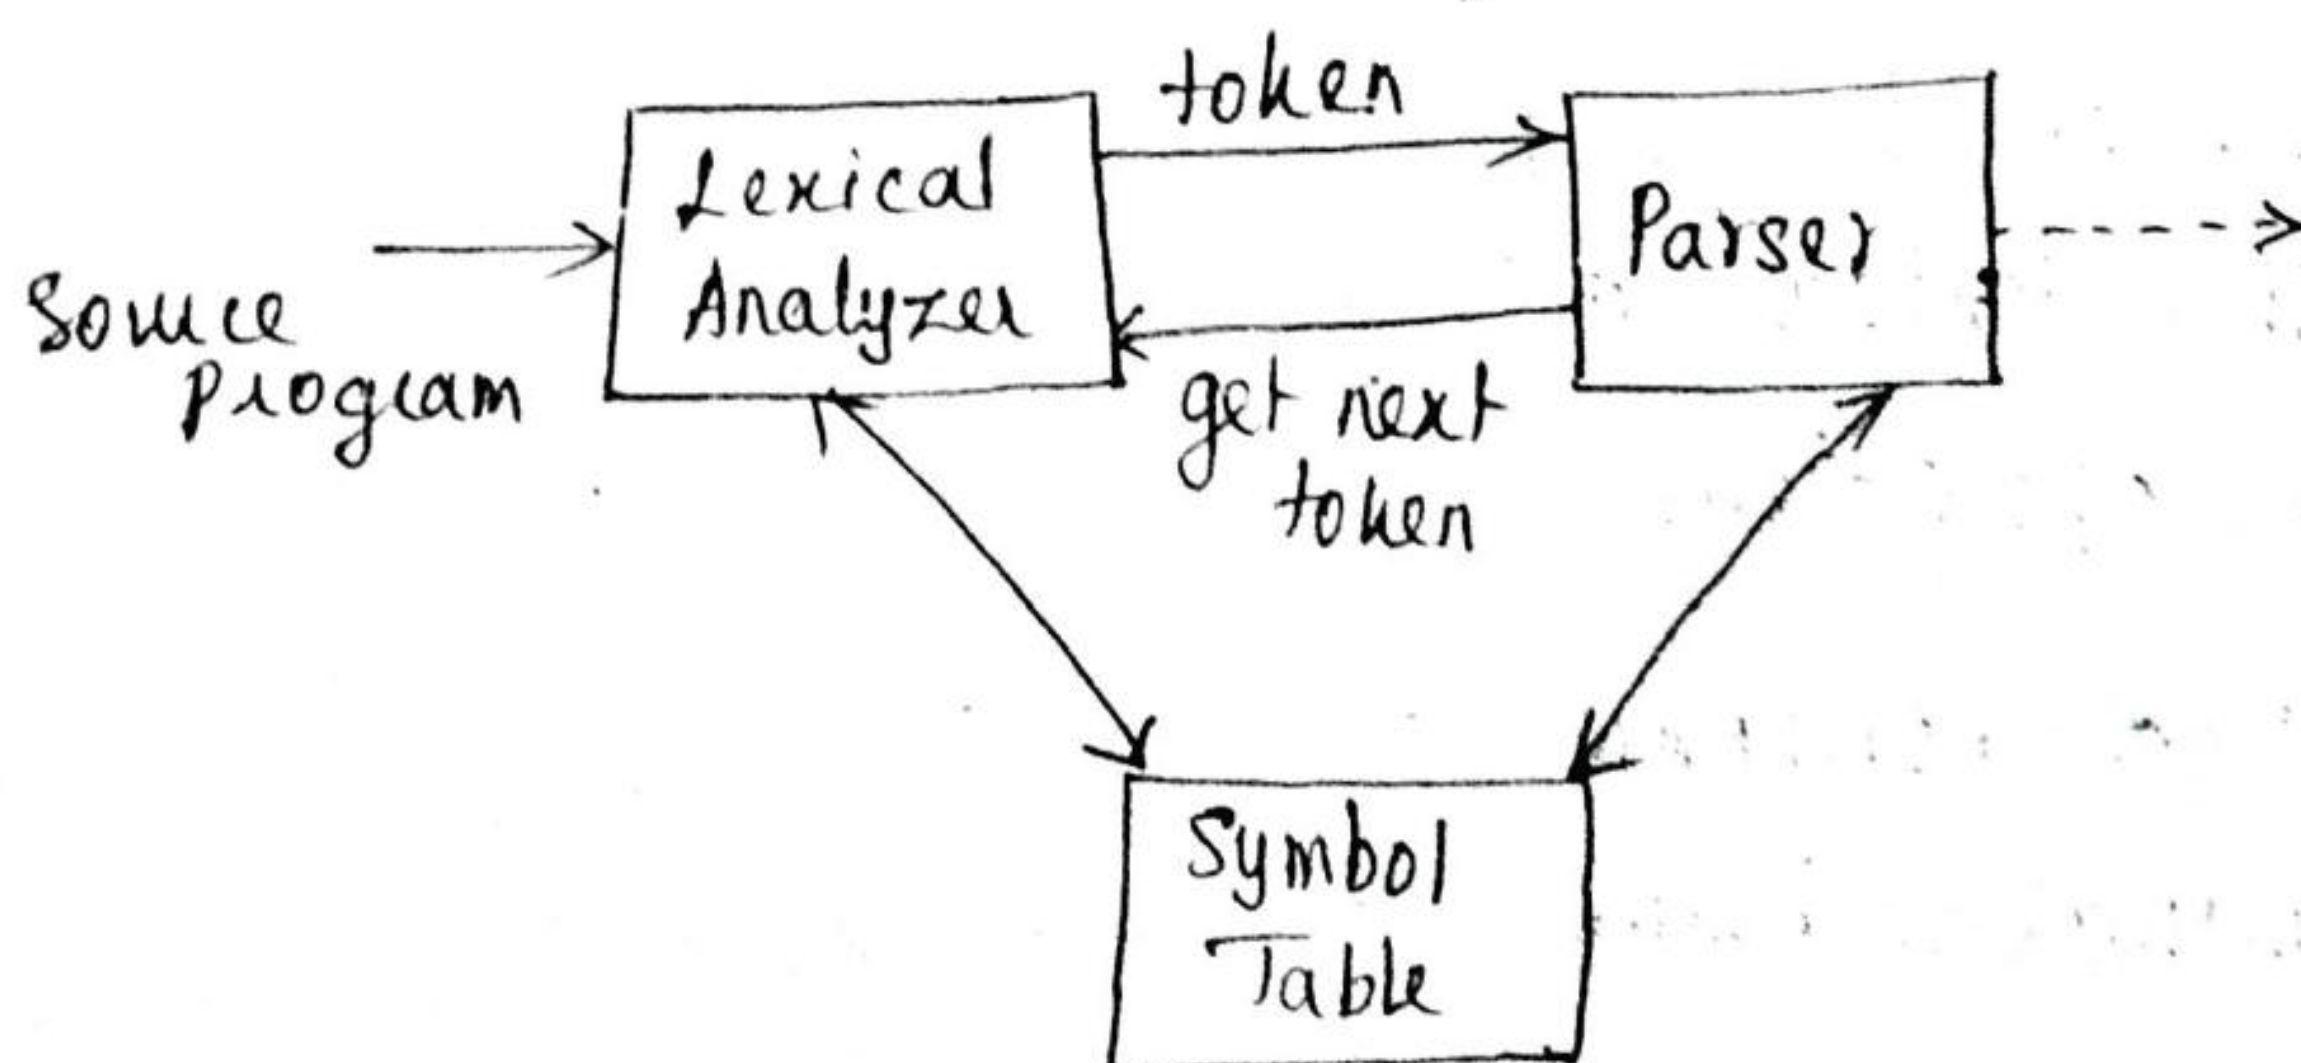 token
Lexical
Analyzer
Parser
Source
Program
get next
token
Symbol
Table